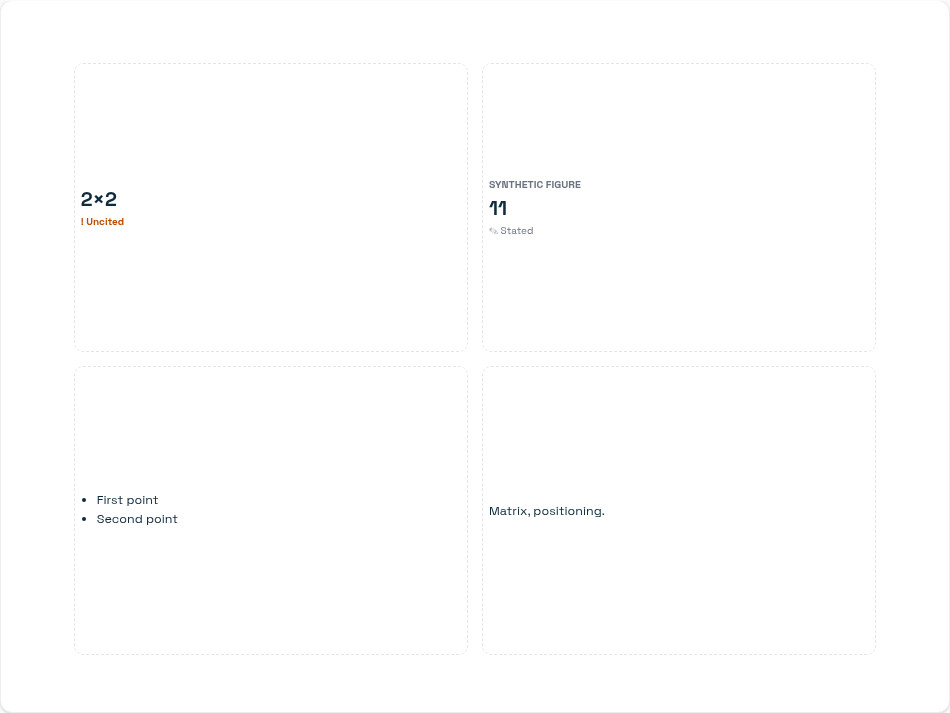 2×2
! Uncited
SYNTHETIC FIGURE
11
✎ Stated
• First point
• Second point
Matrix, positioning.